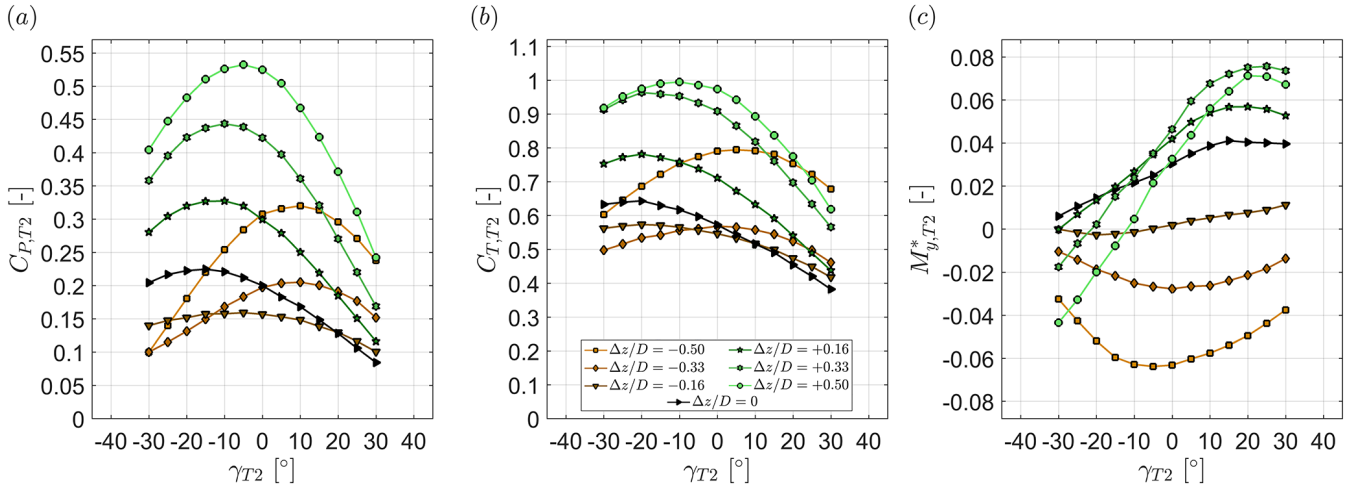 (a)
0.55
0.5
0.45
0.4
0.35
0.3
0.25
0.2
0.15
0.1
0.05
0
-40 -30 -20 -10 0 10 20 30 40
C_{P,T2} [-]
γ_{T2} [°]
(b)
1.1
1
0.9
0.8
0.7
0.6
0.5
0.4
0.3
0.2
0.1
0
-40 -30 -20 -10 0 10 20 30 40
C_{T,T2} [-]
γ_{T2} [°]
Δz/D = −0.50
Δz/D = −0.33
Δz/D = −0.16
Δz/D = +0.16
Δz/D = +0.33
Δz/D = +0.50
Δz/D = 0
(c)
0.08
0.06
0.04
0.02
0
-0.02
-0.04
-0.06
-0.08
-40 -30 -20 -10 0 10 20 30 40
M*_{y,T2} [-]
γ_{T2} [°]